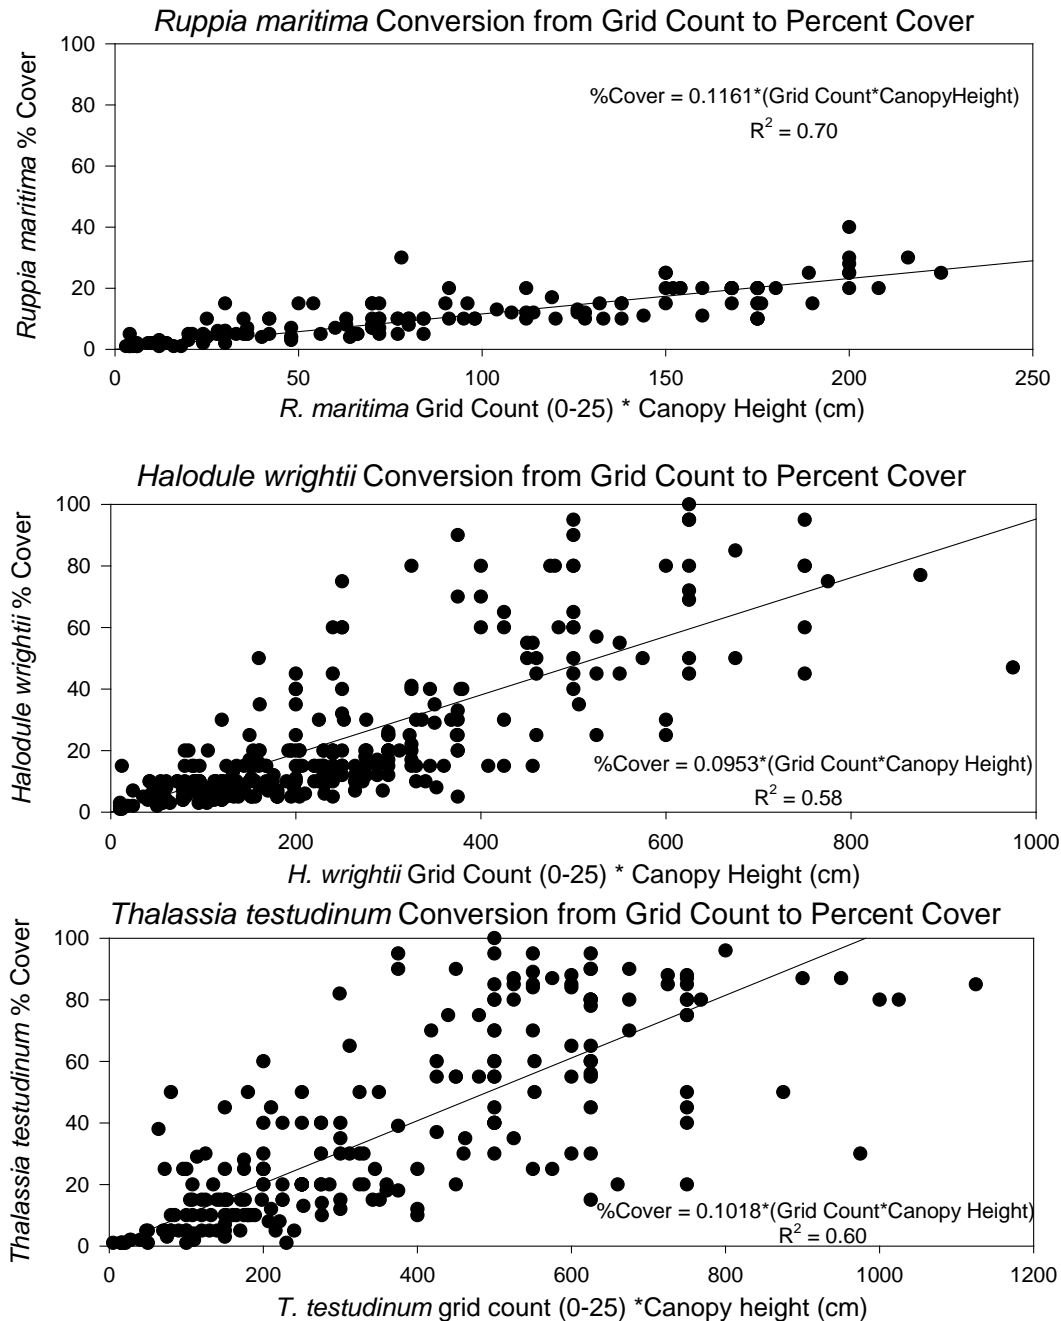 Ruppia maritima Conversion from Grid Count to Percent Cover
Ruppia maritima % Cover
100
80
60
40
20
0
%Cover = 0.1161*(Grid Count*CanopyHeight)
R² = 0.70
0 50 100 150 200 250
R. maritima Grid Count (0-25) * Canopy Height (cm)
Halodule wrightii Conversion from Grid Count to Percent Cover
Halodule wrightii % Cover
100
80
60
40
20
0
%Cover = 0.0953*(Grid Count*Canopy Height)
R² = 0.58
0 200 400 600 800 1000
H. wrightii Grid Count (0-25) * Canopy Height (cm)
Thalassia testudinum Conversion from Grid Count to Percent Cover
Thalassia testudinum % Cover
100
80
60
40
20
0
%Cover = 0.1018*(Grid Count*Canopy Height)
R² = 0.60
0 200 400 600 800 1000 1200
T. testudinum grid count (0-25) *Canopy height (cm)